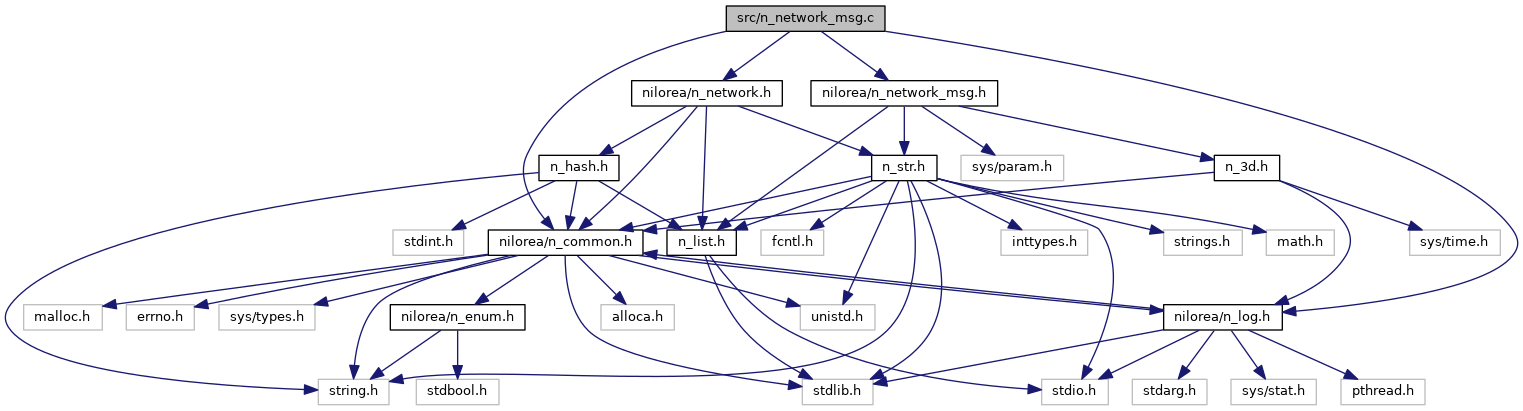 src/n_network_msg.c
nilorea/n_network.h
nilorea/n_network_msg.h
n_hash.h
n_str.h
sys/param.h
n_3d.h
stdint.h
nilorea/n_common.h
n_list.h
fcntl.h
inttypes.h
strings.h
math.h
sys/time.h
malloc.h
errno.h
sys/types.h
nilorea/n_enum.h
alloca.h
unistd.h
nilorea/n_log.h
string.h
stdbool.h
stdlib.h
stdio.h
stdarg.h
sys/stat.h
pthread.h